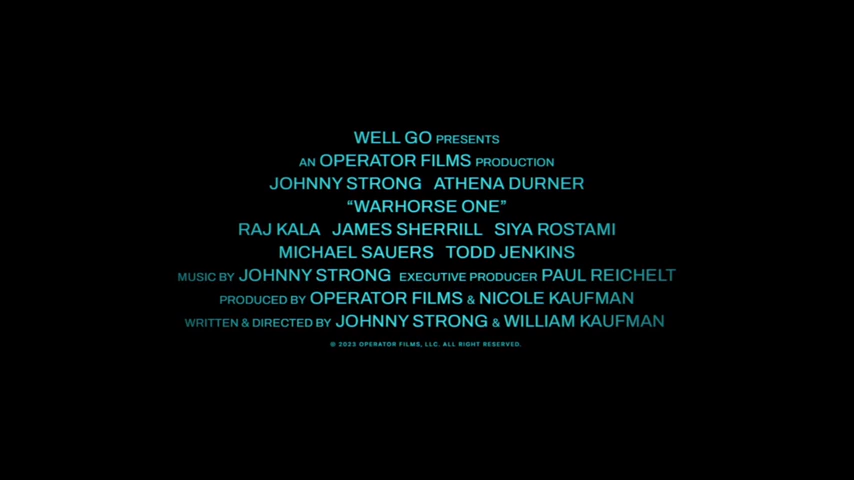 WELL GO PRESENTS
AN OPERATOR FILMS PRODUCTION
JOHNNY STRONG ATHENA DURNER
“WARHORSE ONE”
RAJ KALA JAMES SHERRILL SIYA ROSTAMI
MICHAEL SAUERS TODD JENKINS
MUSIC BY JOHNNY STRONG EXECUTIVE PRODUCER PAUL REICHELT
PRODUCED BY OPERATOR FILMS & NICOLE KAUFMAN
WRITTEN & DIRECTED BY JOHNNY STRONG & WILLIAM KAUFMAN
© 2023 OPERATOR FILMS, LLC. ALL RIGHT RESERVED.